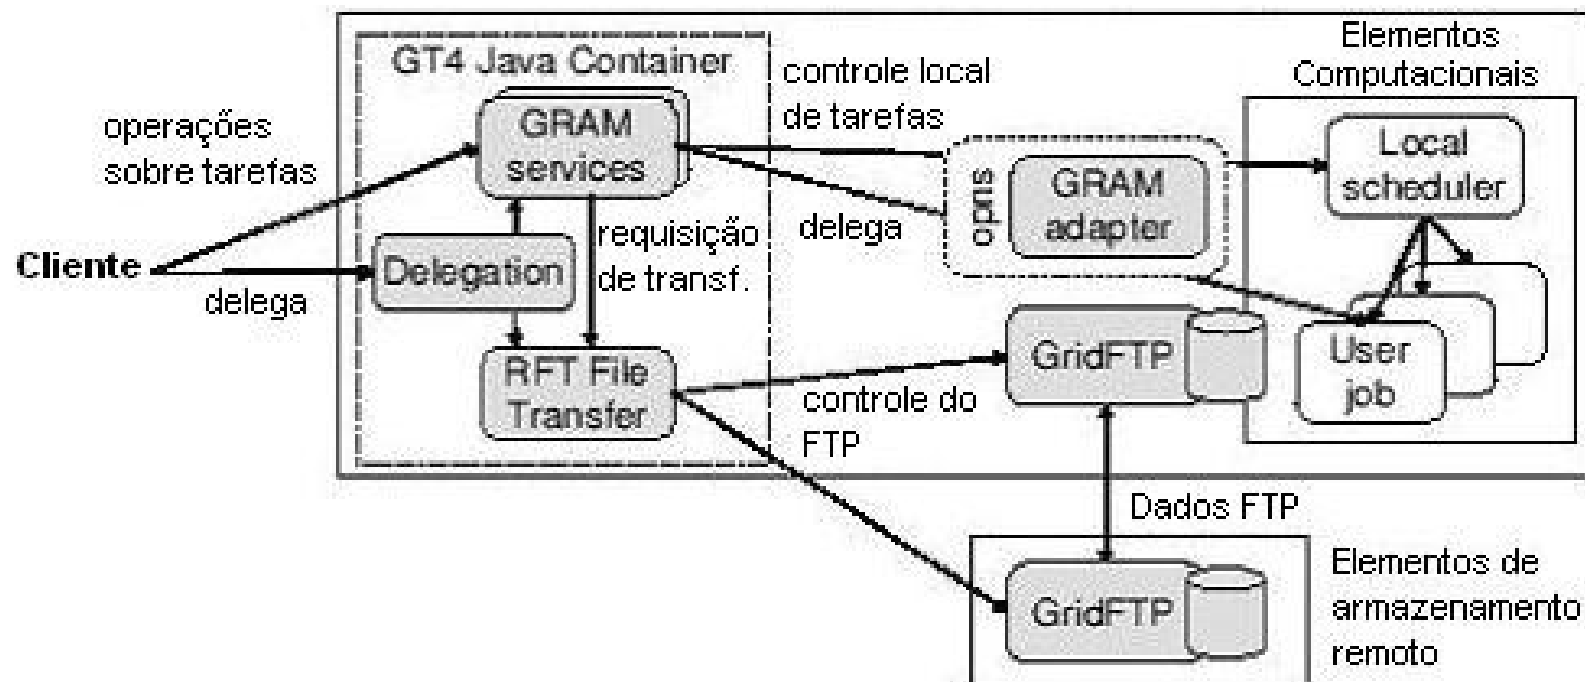 Elementos
Computacionais
GT4 Java Container
controle local
de tarefas
operações
sobre tarefas
GRAM
services
sudo
GRAM
adapter
Local
scheduler
delega
requisição
de transf.
Cliente
delega
Delegation
RFT File
Transfer
controle do
FTP
GridFTP
User
job
Dados FTP
GridFTP
Elementos de
armazenamento
remoto